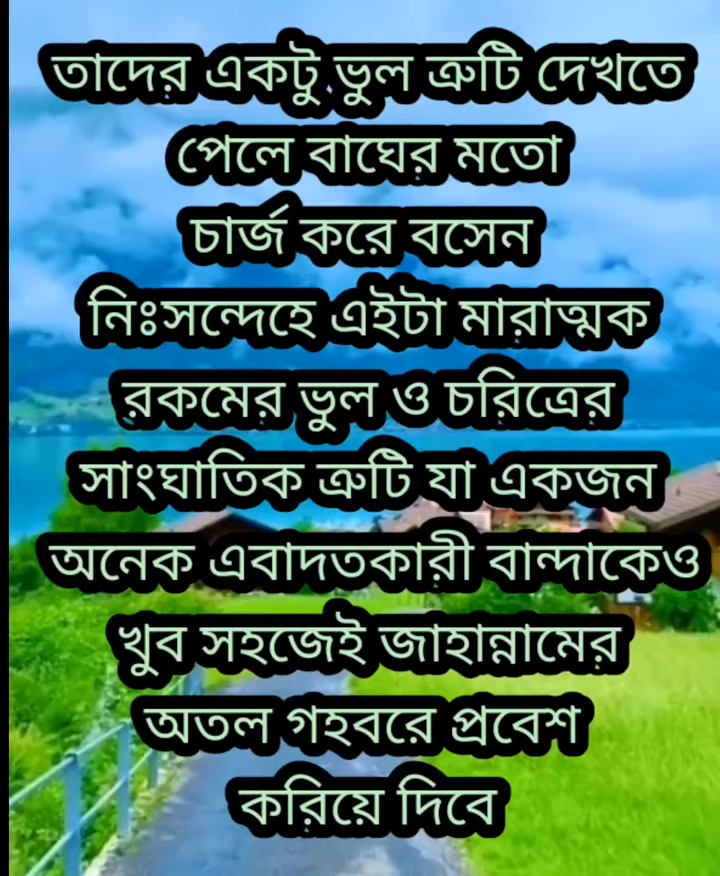 তাদের একটু ভুল ত্রুটি দেখতে
পেলে বাঘের মতো
চার্জ করে বসেন
নিঃসন্দেহে এইটা মারাত্মক
রকমের ভুল ও চরিত্রের
সাংঘাতিক ত্রুটি যা একজন
অনেক এবাদতকারী বান্দাকেও
খুব সহজেই জাহান্নামের
অতল গহবরে প্রবেশ
করিয়ে দিবে